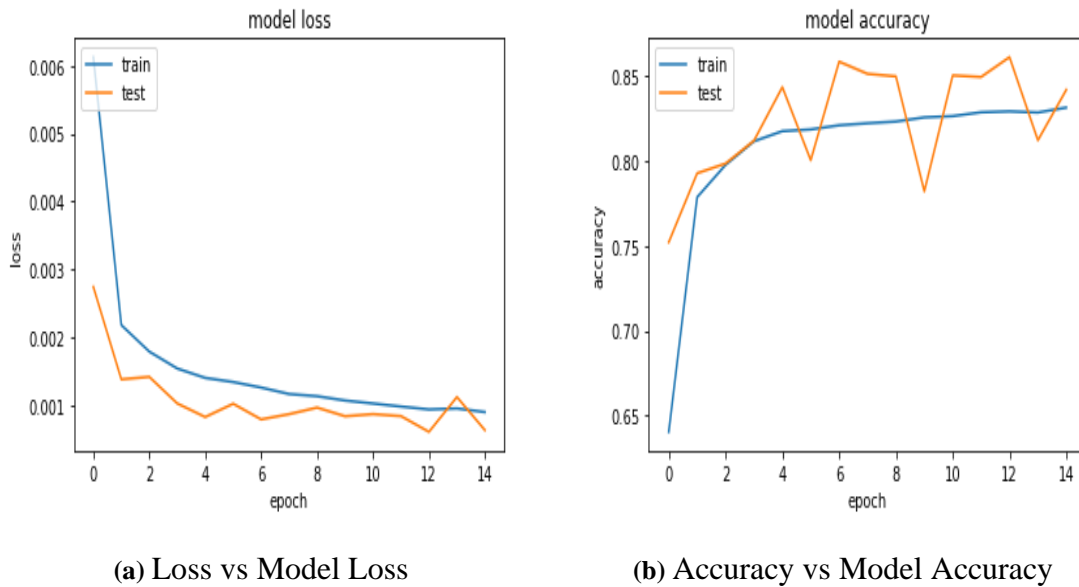 model loss
train
test
0.006
0.005
0.004
0.003
0.002
0.001
loss
0 2 4 6 8 10 12 14
epoch
(a) Loss vs Model Loss
model accuracy
train
test
0.85
0.80
0.75
0.70
0.65
accuracy
0 2 4 6 8 10 12 14
epoch
(b) Accuracy vs Model Accuracy